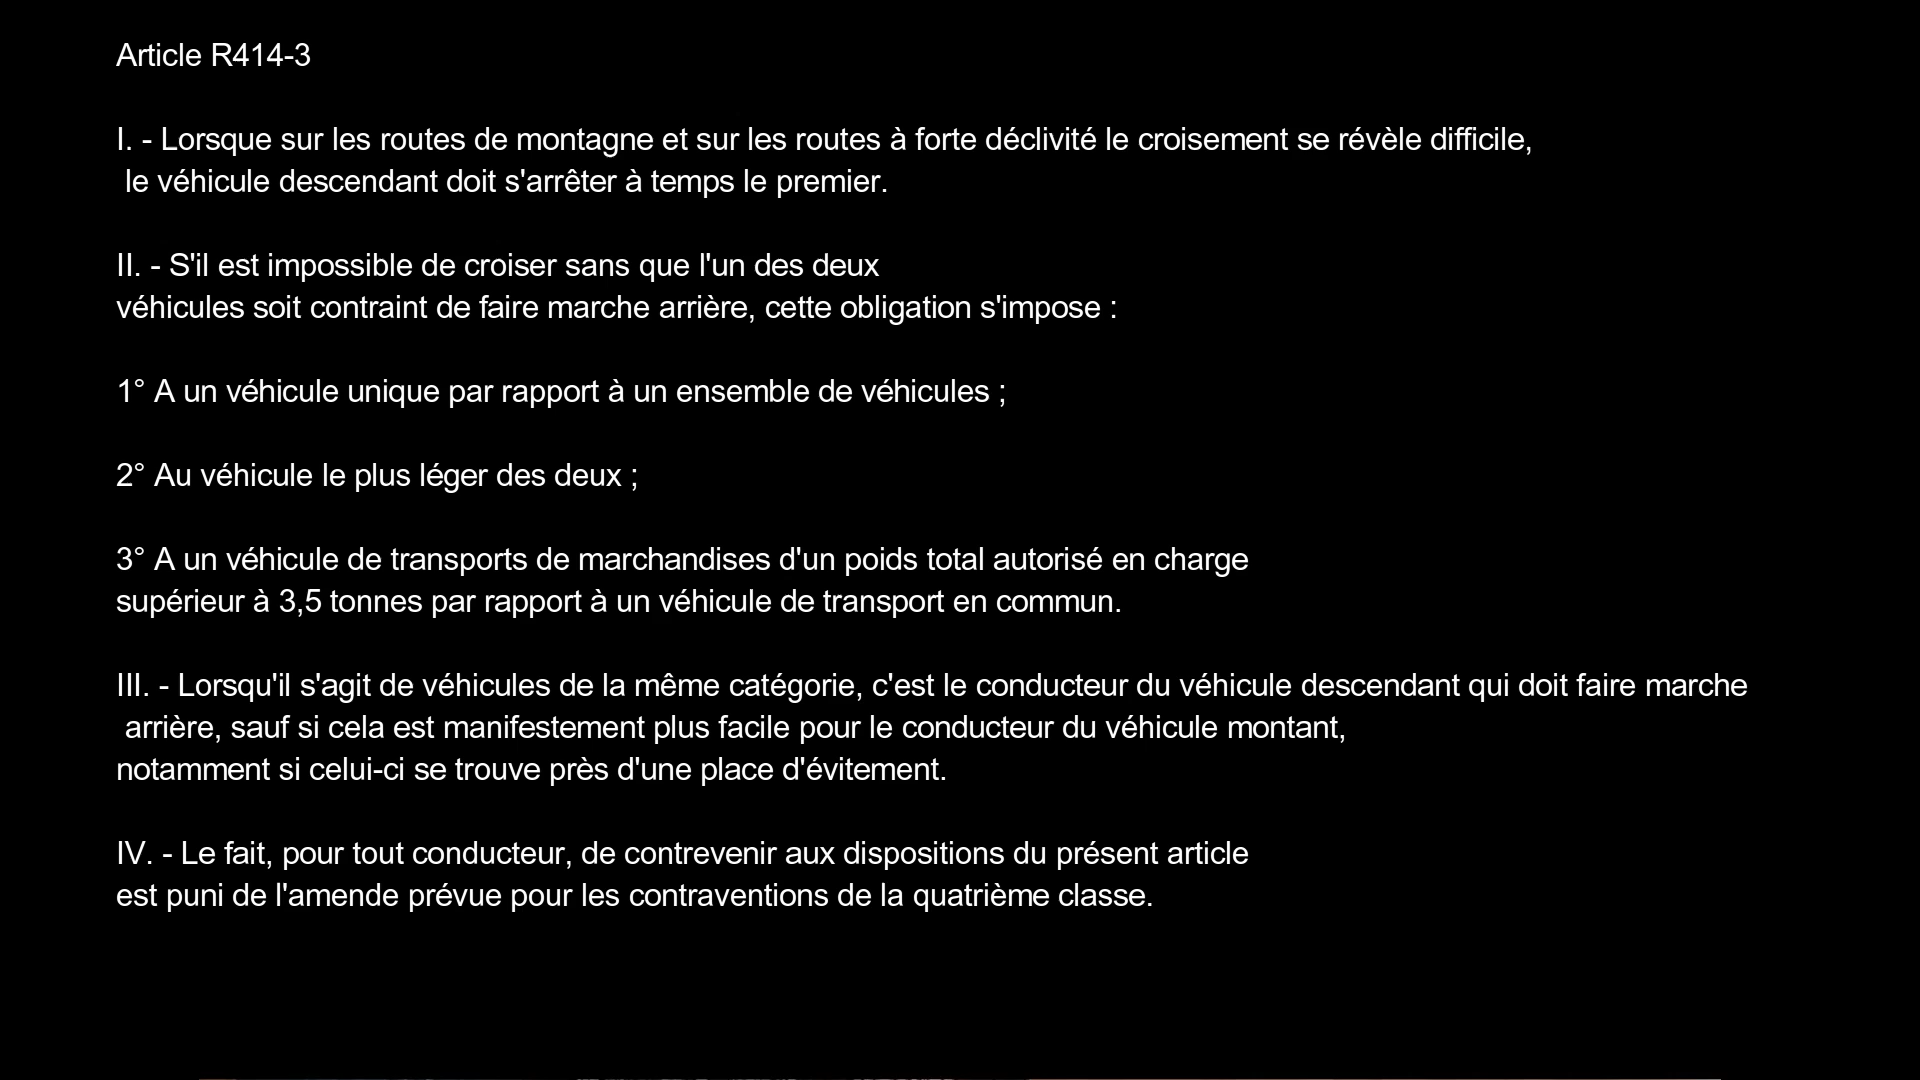 Article R414-3
I. - Lorsque sur les routes de montagne et sur les routes à forte déclivité le croisement se révèle difficile,
le véhicule descendant doit s'arrêter à temps le premier.
II. - S'il est impossible de croiser sans que l'un des deux
véhicules soit contraint de faire marche arrière, cette obligation s'impose :
1° A un véhicule unique par rapport à un ensemble de véhicules ;
2° Au véhicule le plus léger des deux ;
3° A un véhicule de transports de marchandises d'un poids total autorisé en charge
supérieur à 3,5 tonnes par rapport à un véhicule de transport en commun.
III. - Lorsqu'il s'agit de véhicules de la même catégorie, c'est le conducteur du véhicule descendant qui doit faire marche
arrière, sauf si cela est manifestement plus facile pour le conducteur du véhicule montant,
notamment si celui-ci se trouve près d'une place d'évitement.
IV. - Le fait, pour tout conducteur, de contrevenir aux dispositions du présent article
est puni de l'amende prévue pour les contraventions de la quatrième classe.